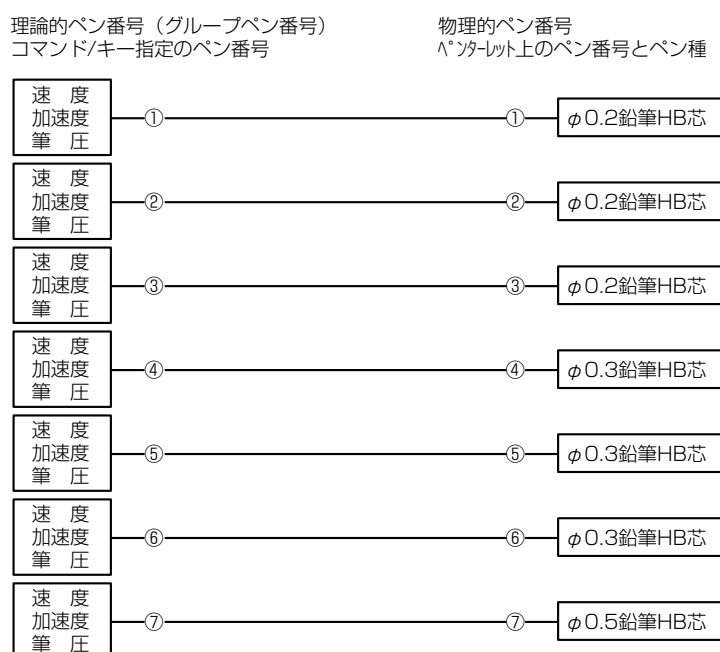 理論的ペン番号（グループペン番号）
コマンド/キー指定のペン番号
物理的ペン番号
ﾍﾟﾝﾀｰﾚｯﾄ上のペン番号とペン種
速　度
加速度
筆　圧
① ①
φ0.2鉛筆HB芯
速　度
加速度
筆　圧
② ②
φ0.2鉛筆HB芯
速　度
加速度
筆　圧
③ ③
φ0.2鉛筆HB芯
速　度
加速度
筆　圧
④ ④
φ0.3鉛筆HB芯
速　度
加速度
筆　圧
⑤ ⑤
φ0.3鉛筆HB芯
速　度
加速度
筆　圧
⑥ ⑥
φ0.3鉛筆HB芯
速　度
加速度
筆　圧
⑦ ⑦
φ0.5鉛筆HB芯